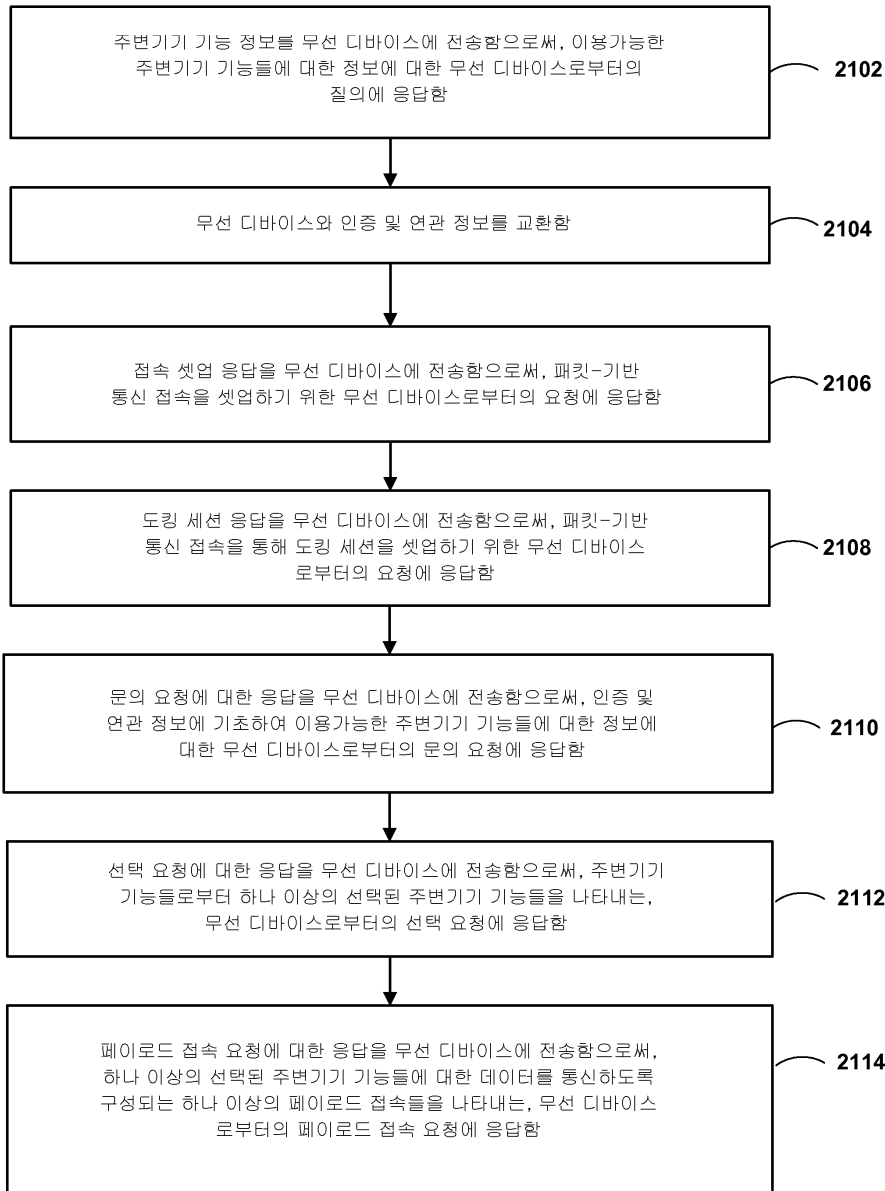 주변기기 기능 정보를 무선 디바이스에 전송함으로써, 이용가능한
주변기기 기능들에 대한 정보에 대한 무선 디바이스로부터의
질의에 응답함
2102
무선 디바이스와 인증 및 연관 정보를 교환함
2104
접속 셋업 응답을 무선 디바이스에 전송함으로써, 패킷-기반
통신 접속을 셋업하기 위한 무선 디바이스로부터의 요청에 응답함
2106
도킹 세션 응답을 무선 디바이스에 전송함으로써, 패킷-기반
통신 접속을 통해 도킹 세션을 셋업하기 위한 무선 디바이스
로부터의 요청에 응답함
2108
문의 요청에 대한 응답을 무선 디바이스에 전송함으로써, 인증 및
연관 정보에 기초하여 이용가능한 주변기기 기능들에 대한 정보에
대한 무선 디바이스로부터의 문의 요청에 응답함
2110
선택 요청에 대한 응답을 무선 디바이스에 전송함으로써, 주변기기
기능들로부터 하나 이상의 선택된 주변기기 기능들을 나타내는,
무선 디바이스로부터의 선택 요청에 응답함
2112
페이로드 접속 요청에 대한 응답을 무선 디바이스에 전송함으로써,
하나 이상의 선택된 주변기기 기능들에 대한 데이터를 통신하도록
구성되는 하나 이상의 페이로드 접속들을 나타내는, 무선 디바이스
로부터의 페이로드 접속 요청에 응답함
2114